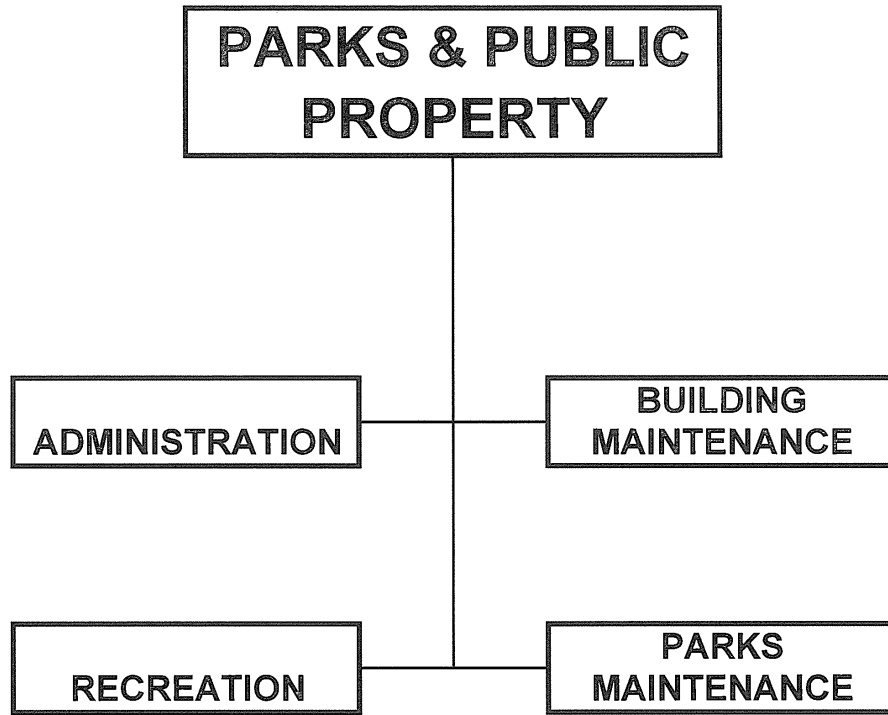 PARKS & PUBLIC
PROPERTY
ADMINISTRATION
BUILDING
MAINTENANCE
RECREATION
PARKS
MAINTENANCE